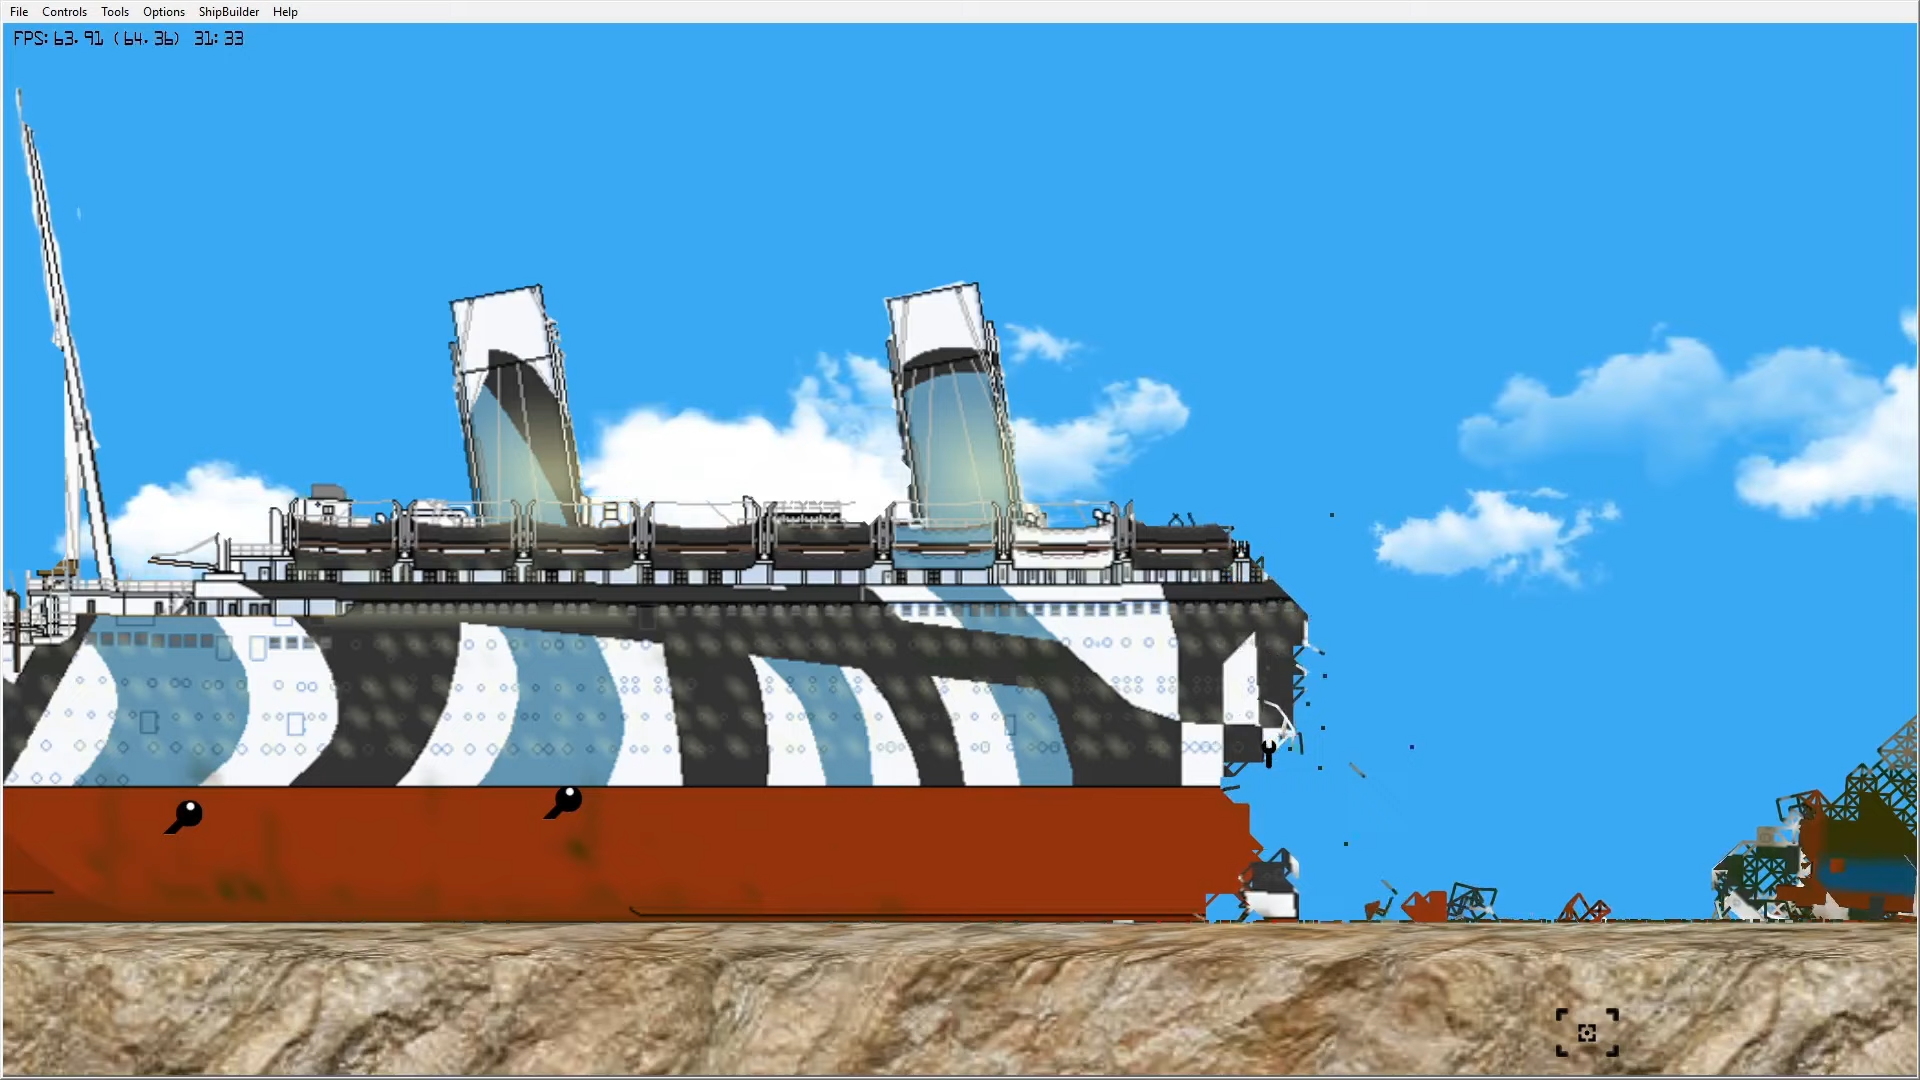 File Controls Tools Options ShipBuilder Help
FPS: 63.91 (64.36) 31:33